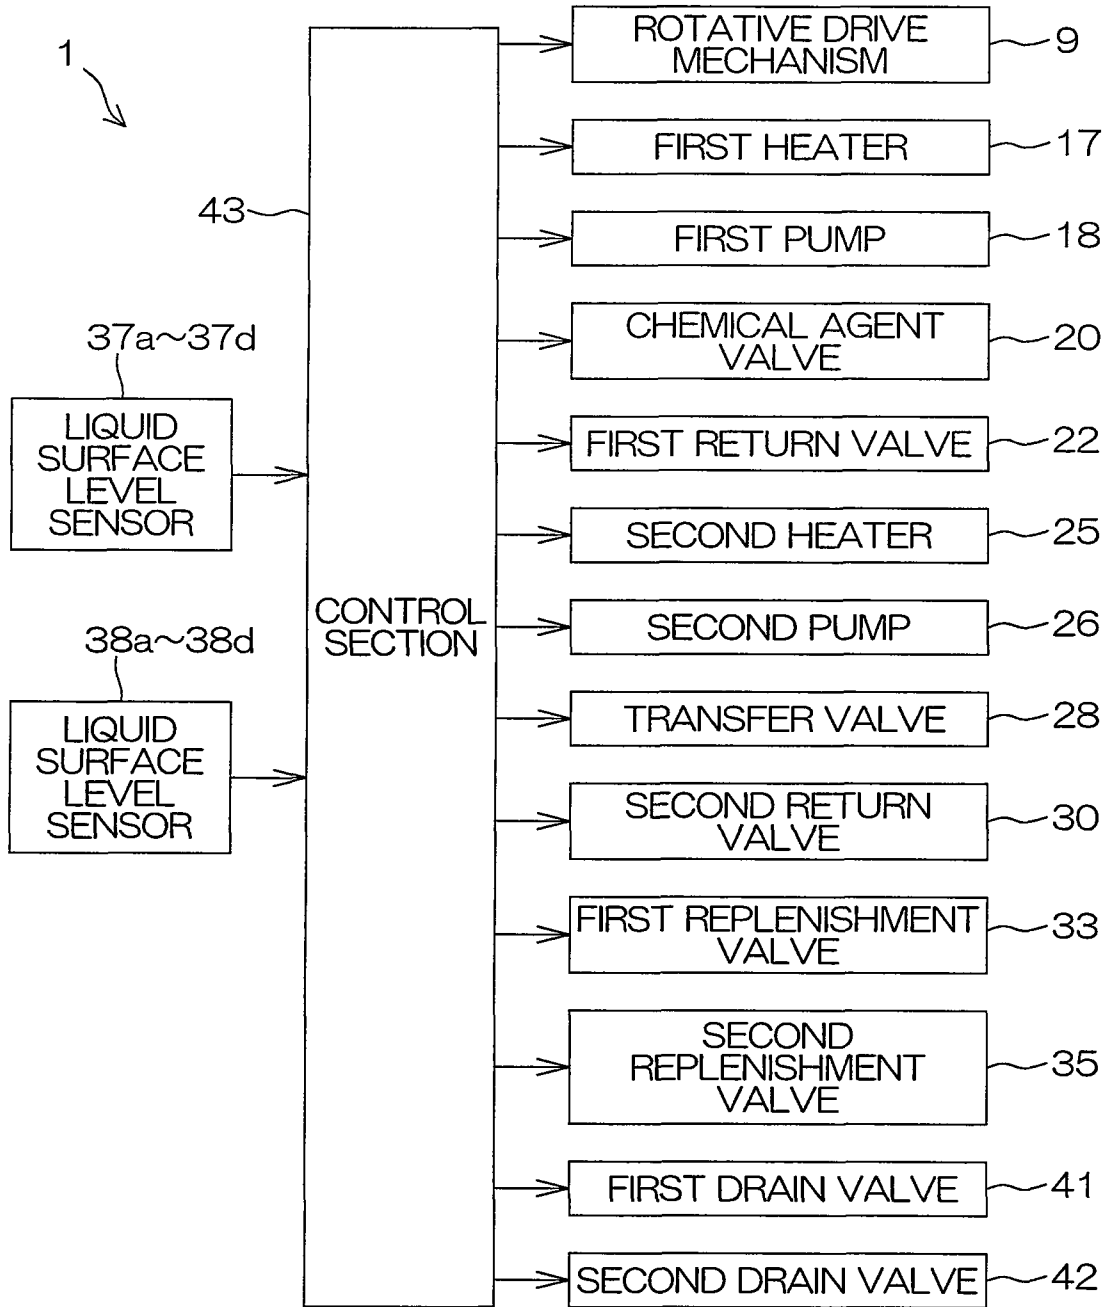 1
43
37a~37d
LIQUID
SURFACE
LEVEL
SENSOR
38a~38d
LIQUID
SURFACE
LEVEL
SENSOR
CONTROL
SECTION
ROTATIVE DRIVE
MECHANISM
9
FIRST HEATER
17
FIRST PUMP
18
CHEMICAL AGENT
VALVE
20
FIRST RETURN VALVE
22
SECOND HEATER
25
SECOND PUMP
26
TRANSFER VALVE
28
SECOND RETURN
VALVE
30
FIRST REPLENISHMENT
VALVE
33
SECOND
REPLENISHMENT
VALVE
35
FIRST DRAIN VALVE
41
SECOND DRAIN VALVE
42